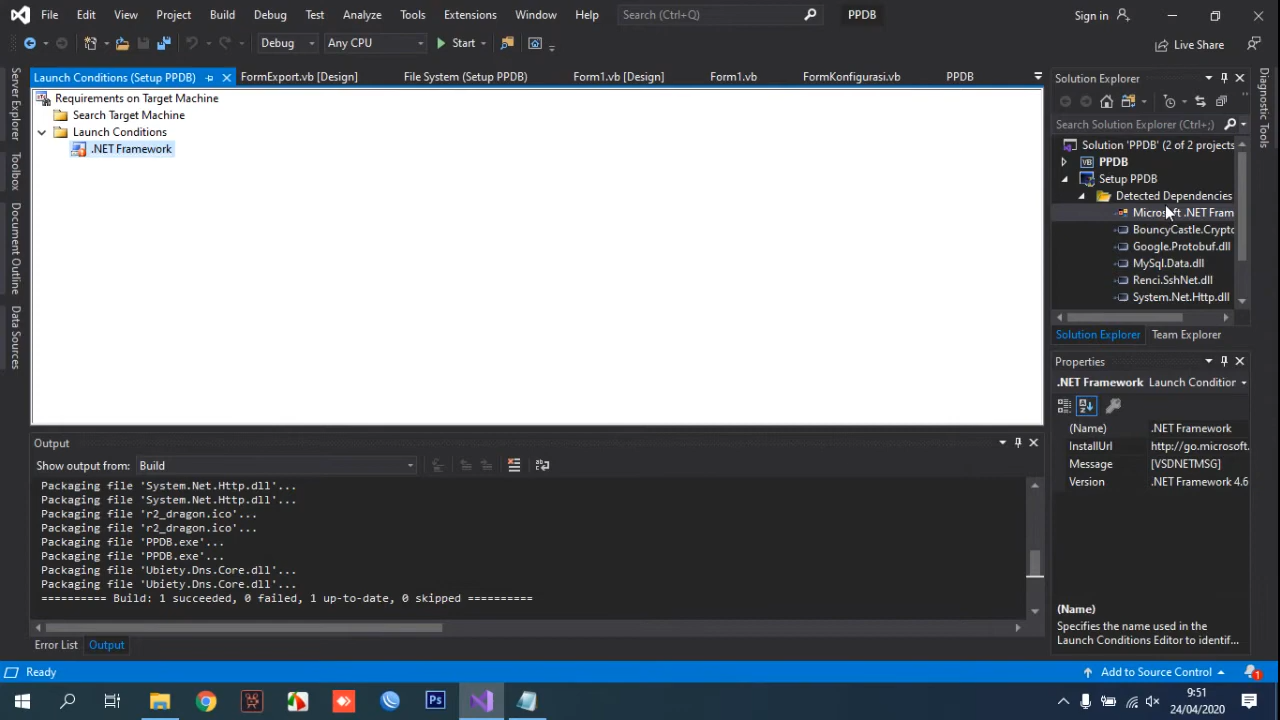 File Edit View Project Build Debug Test Analyze Tools Extensions Window Help Search (Ctrl+Q) PPDB Sign in
Debug Any CPU Start Live Share
Launch Conditions (Setup PPDB) FormExport.vb [Design] File System (Setup PPDB) Form1.vb [Design] Form1.vb FormKonfigurasi.vb PPDB
Server Explorer
Toolbox
Document Outline
Data Sources
Requirements on Target Machine
Search Target Machine
Launch Conditions
.NET Framework
Solution Explorer
Search Solution Explorer (Ctrl+;)
Solution 'PPDB' (2 of 2 projects
VB PPDB
Setup PPDB
Detected Dependencies
Microsoft .NET Fram
BouncyCastle.Crypto
Google.Protobuf.dll
MySql.Data.dll
Renci.SshNet.dll
System.Net.Http.dll
Solution Explorer Team Explorer
Diagnostic Tools
Properties
.NET Framework Launch Condition
(Name) .NET Framework
InstallUrl http://go.microsoft.
Message [VSDNETMSG]
Version .NET Framework 4.6
(Name)
Specifies the name used in the
Launch Conditions Editor to identif...
Output
Show output from: Build
Packaging file 'System.Net.Http.dll'...
Packaging file 'System.Net.Http.dll'...
Packaging file 'r2_dragon.ico'...
Packaging file 'r2_dragon.ico'...
Packaging file 'PPDB.exe'...
Packaging file 'PPDB.exe'...
Packaging file 'Ubiety.Dns.Core.dll'...
Packaging file 'Ubiety.Dns.Core.dll'...
========== Build: 1 succeeded, 0 failed, 1 up-to-date, 0 skipped ==========
Error List Output
Ready Add to Source Control 1
Ps
9:51
24/04/2020